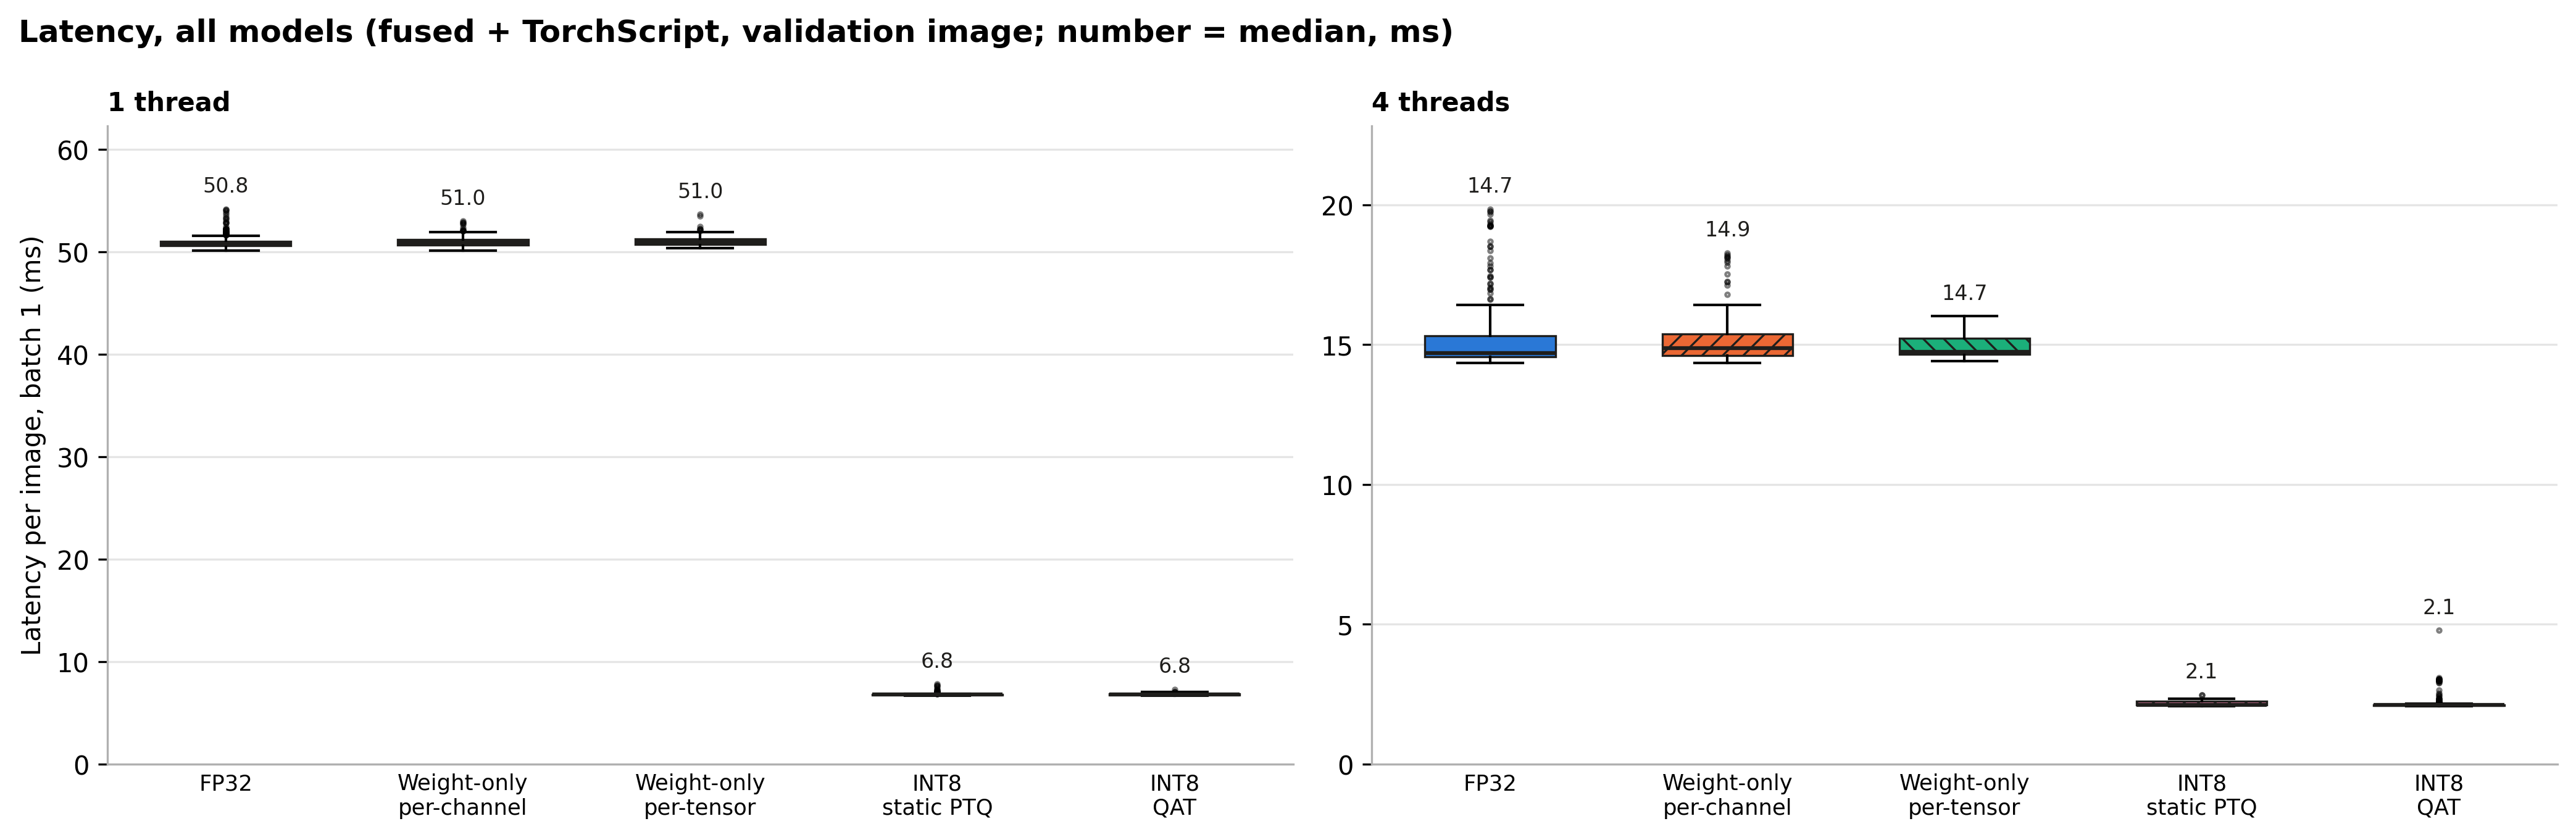 Latency, all models (fused + TorchScript, validation image; number = median, ms)
1 thread
Latency per image, batch 1 (ms)
60
50
40
30
20
10
0
50.8
51.0
51.0
6.8
6.8
FP32
Weight-only
per-channel
Weight-only
per-tensor
INT8
static PTQ
INT8
QAT
4 threads
20
15
10
5
0
14.7
14.9
14.7
2.1
2.1
FP32
Weight-only
per-channel
Weight-only
per-tensor
INT8
static PTQ
INT8
QAT